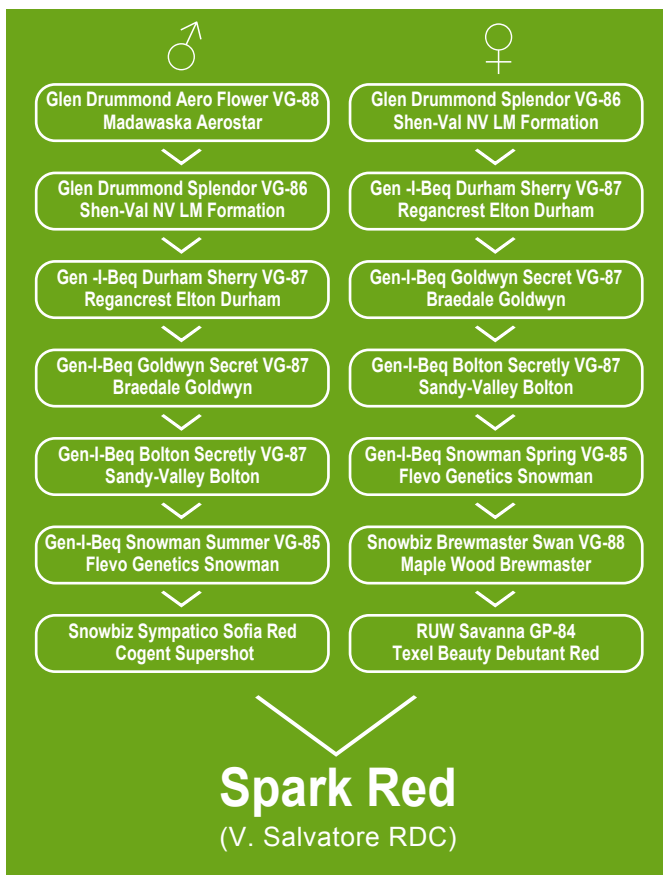 Glen Drummond Aero Flower VG-88
Madawaska Aerostar
Glen Drummond Splendor VG-86
Shen-Val NV LM Formation
Gen -I-Beq Durham Sherry VG-87
Regancrest Elton Durham
Gen-I-Beq Goldwyn Secret VG-87
Braedale Goldwyn
Gen-I-Beq Bolton Secretly VG-87
Sandy-Valley Bolton
Gen-I-Beq Snowman Summer VG-85
Flevo Genetics Snowman
Snowbiz Sympatico Sofia Red
Cogent Supershot
Glen Drummond Splendor VG-86
Shen-Val NV LM Formation
Gen -I-Beq Durham Sherry VG-87
Regancrest Elton Durham
Gen-I-Beq Goldwyn Secret VG-87
Braedale Goldwyn
Gen-I-Beq Bolton Secretly VG-87
Sandy-Valley Bolton
Gen-I-Beq Snowman Spring VG-85
Flevo Genetics Snowman
Snowbiz Brewmaster Swan VG-88
Maple Wood Brewmaster
RUW Savanna GP-84
Texel Beauty Debutant Red
Spark Red
(V. Salvatore RDC)